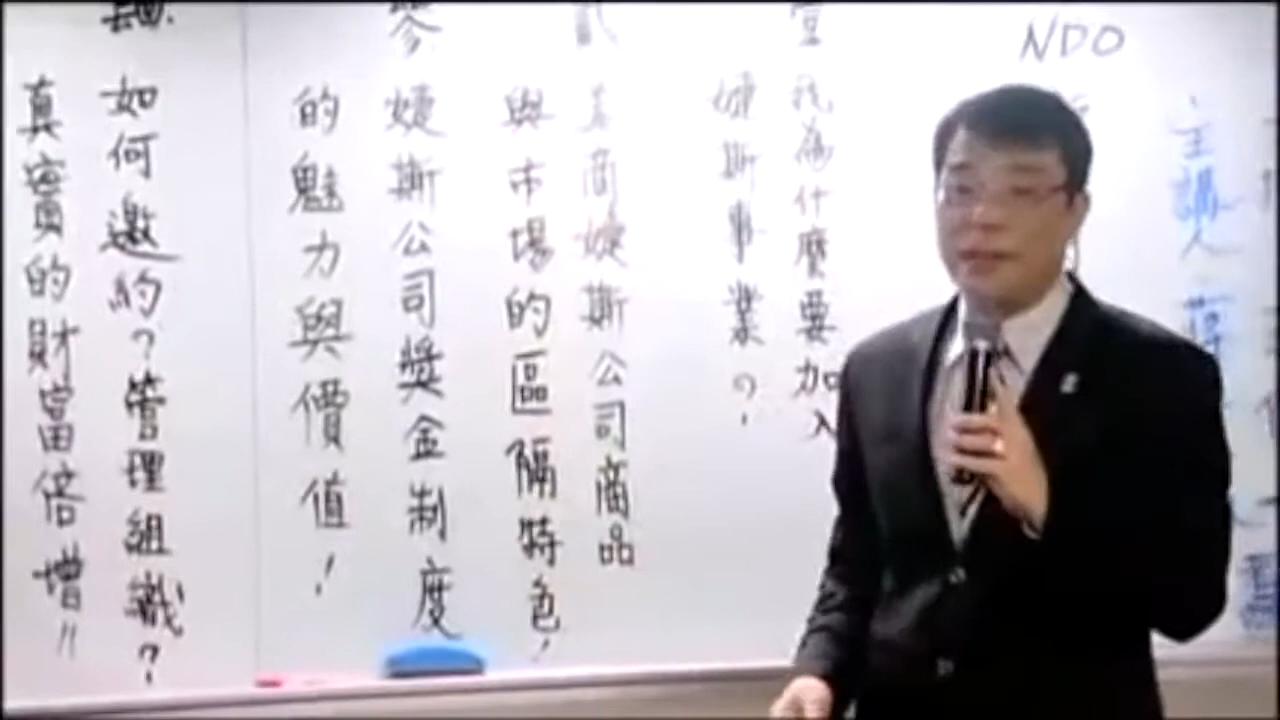 NDO
主講人
壹 我為什麼要加入
婕斯事業？
貳 美商婕斯公司商品
與市場的區隔特色！
參 婕斯公司獎金制度
的魅力與價值！
如何邀約？管理組織？
真實的財富倍增!!